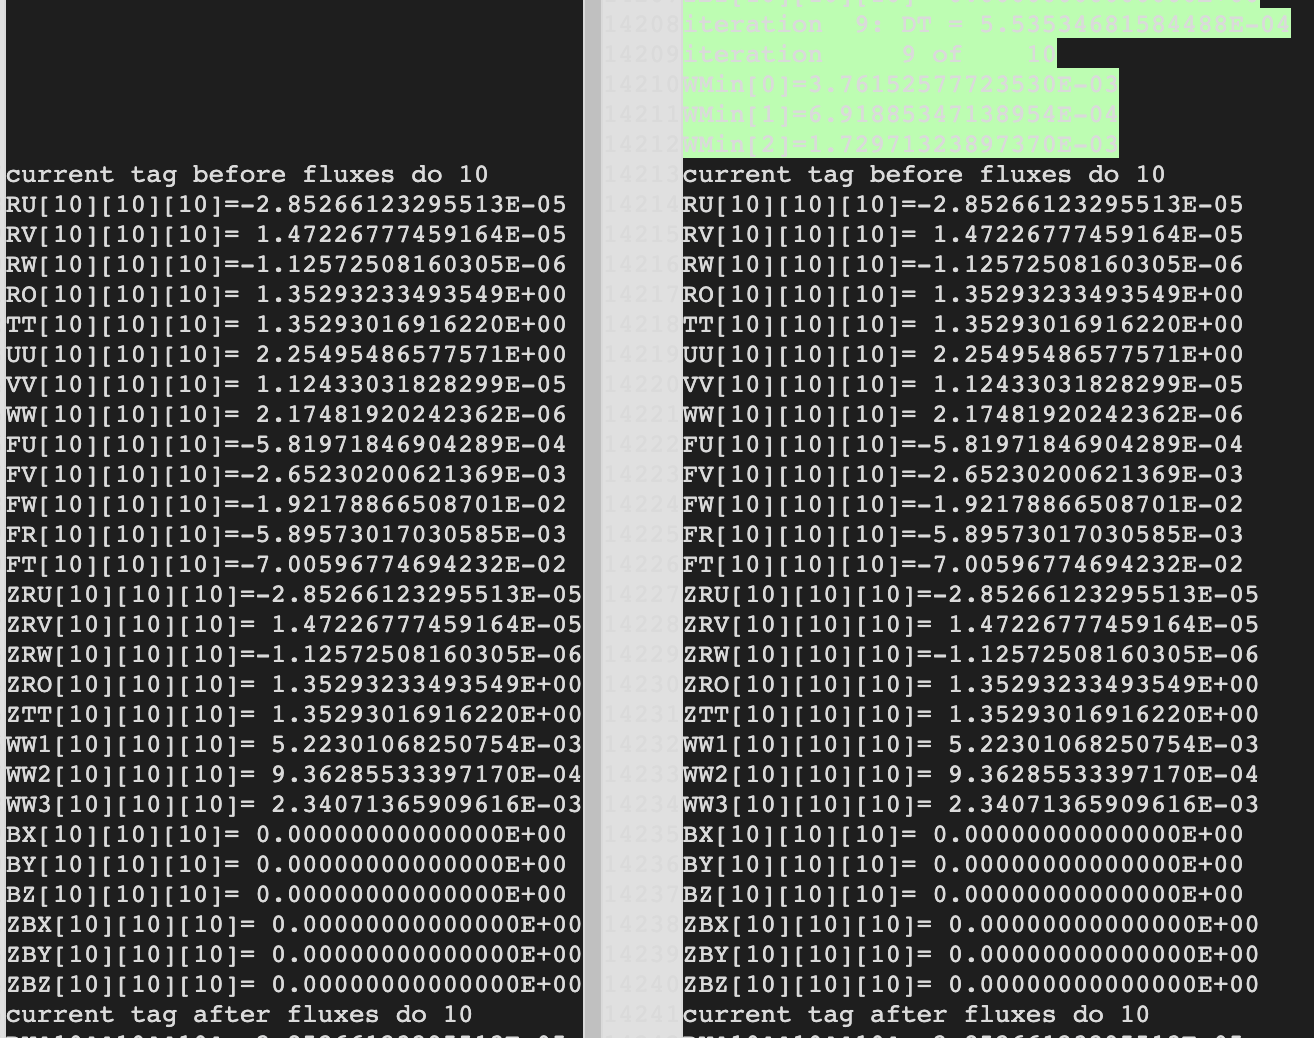 14208 iteration  9: DT = 5.53534681584488E-04
14209 iteration     9 of    10
14210 WMin[0]=3.76152577723530E-03
14211 WMin[1]=6.91885347138954E-04
14212 WMin[2]=1.72971323897370E-03
current tag before fluxes do 10 14213 current tag before fluxes do 10
RU[10][10][10]=-2.85266123295513E-05 14214 RU[10][10][10]=-2.85266123295513E-05
RV[10][10][10]= 1.47226777459164E-05 14215 RV[10][10][10]= 1.47226777459164E-05
RW[10][10][10]=-1.12572508160305E-06 14216 RW[10][10][10]=-1.12572508160305E-06
RO[10][10][10]= 1.35293233493549E+00 14217 RO[10][10][10]= 1.35293233493549E+00
TT[10][10][10]= 1.35293016916220E+00 14218 TT[10][10][10]= 1.35293016916220E+00
UU[10][10][10]= 2.25495486577571E+00 14219 UU[10][10][10]= 2.25495486577571E+00
VV[10][10][10]= 1.12433031828299E-05 14220 VV[10][10][10]= 1.12433031828299E-05
WW[10][10][10]= 2.17481920242362E-06 14221 WW[10][10][10]= 2.17481920242362E-06
FU[10][10][10]=-5.81971846904289E-04 14222 FU[10][10][10]=-5.81971846904289E-04
FV[10][10][10]=-2.65230200621369E-03 14223 FV[10][10][10]=-2.65230200621369E-03
FW[10][10][10]=-1.92178866508701E-02 14224 FW[10][10][10]=-1.92178866508701E-02
FR[10][10][10]=-5.89573017030585E-03 14225 FR[10][10][10]=-5.89573017030585E-03
FT[10][10][10]=-7.00596774694232E-02 14226 FT[10][10][10]=-7.00596774694232E-02
ZRU[10][10][10]=-2.85266123295513E-05 14227 ZRU[10][10][10]=-2.85266123295513E-05
ZRV[10][10][10]= 1.47226777459164E-05 14228 ZRV[10][10][10]= 1.47226777459164E-05
ZRW[10][10][10]=-1.12572508160305E-06 14229 ZRW[10][10][10]=-1.12572508160305E-06
ZRO[10][10][10]= 1.35293233493549E+00 14230 ZRO[10][10][10]= 1.35293233493549E+00
ZTT[10][10][10]= 1.35293016916220E+00 14231 ZTT[10][10][10]= 1.35293016916220E+00
WW1[10][10][10]= 5.22301068250754E-03 14232 WW1[10][10][10]= 5.22301068250754E-03
WW2[10][10][10]= 9.36285533397170E-04 14233 WW2[10][10][10]= 9.36285533397170E-04
WW3[10][10][10]= 2.34071365909616E-03 14234 WW3[10][10][10]= 2.34071365909616E-03
BX[10][10][10]= 0.00000000000000E+00 14235 BX[10][10][10]= 0.00000000000000E+00
BY[10][10][10]= 0.00000000000000E+00 14236 BY[10][10][10]= 0.00000000000000E+00
BZ[10][10][10]= 0.00000000000000E+00 14237 BZ[10][10][10]= 0.00000000000000E+00
ZBX[10][10][10]= 0.00000000000000E+00 14238 ZBX[10][10][10]= 0.00000000000000E+00
ZBY[10][10][10]= 0.00000000000000E+00 14239 ZBY[10][10][10]= 0.00000000000000E+00
ZBZ[10][10][10]= 0.00000000000000E+00 14240 ZBZ[10][10][10]= 0.00000000000000E+00
current tag after fluxes do 10 14241 current tag after fluxes do 10